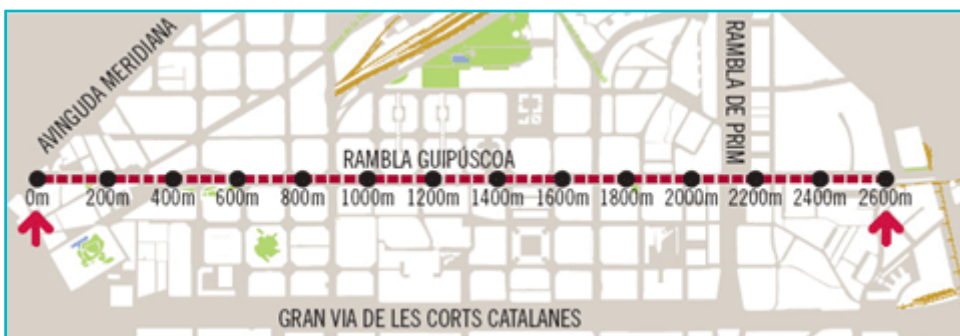 AVINGUDA MERIDIANA
RAMBLA DE PRIM
RAMBLA GUIPÚSCOA
0m 200m 400m 600m 800m 1000m 1200m 1400m 1600m 1800m 2000m 2200m 2400m 2600m
GRAN VIA DE LES CORTS CATALANES